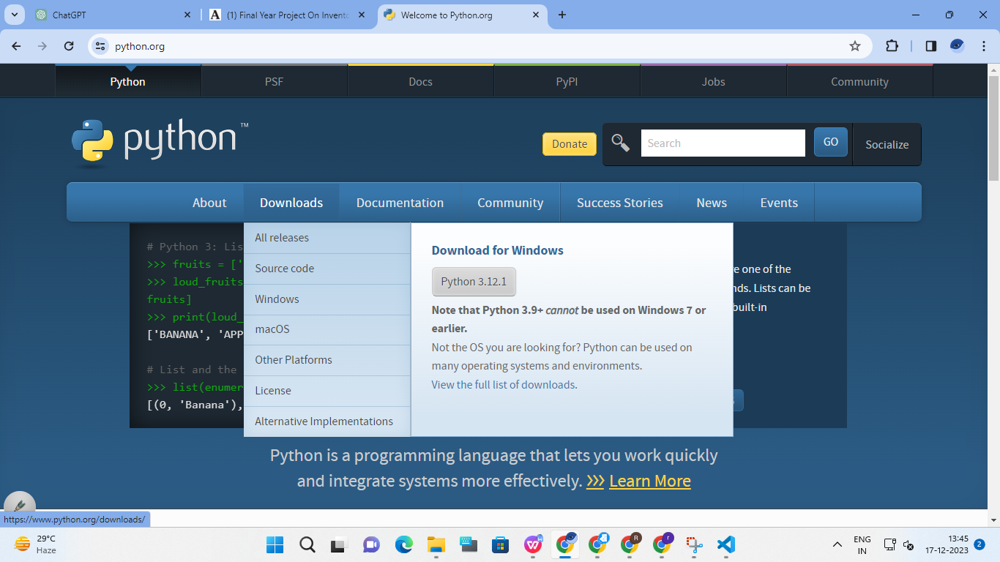 ChatGPT
(1) Final Year Project On Invento
Welcome to Python.org
python.org
Python
PSF
Docs
PyPI
Jobs
Community
python™
Donate
Search
GO
Socialize
About
Downloads
Documentation
Community
Success Stories
News
Events
All releases
Source code
Windows
macOS
Other Platforms
License
Alternative Implementations
Download for Windows
Python 3.12.1
Note that Python 3.9+ cannot be used on Windows 7 or
earlier.
Not the OS you are looking for? Python can be used on
many operating systems and environments.
View the full list of downloads.
# Python 3: Lis
>>> fruits = ['
>>> loud_fruits
fruits]
>>> print(loud_
['BANANA', 'APP
# List and the
>>> list(enumer
[(0, 'Banana'),
e one of the
nds. Lists can be
built-in
Python is a programming language that lets you work quickly
and integrate systems more effectively. >>> Learn More
https://www.python.org/downloads/
29°C
Haze
ENG
IN
13:45
17-12-2023
2